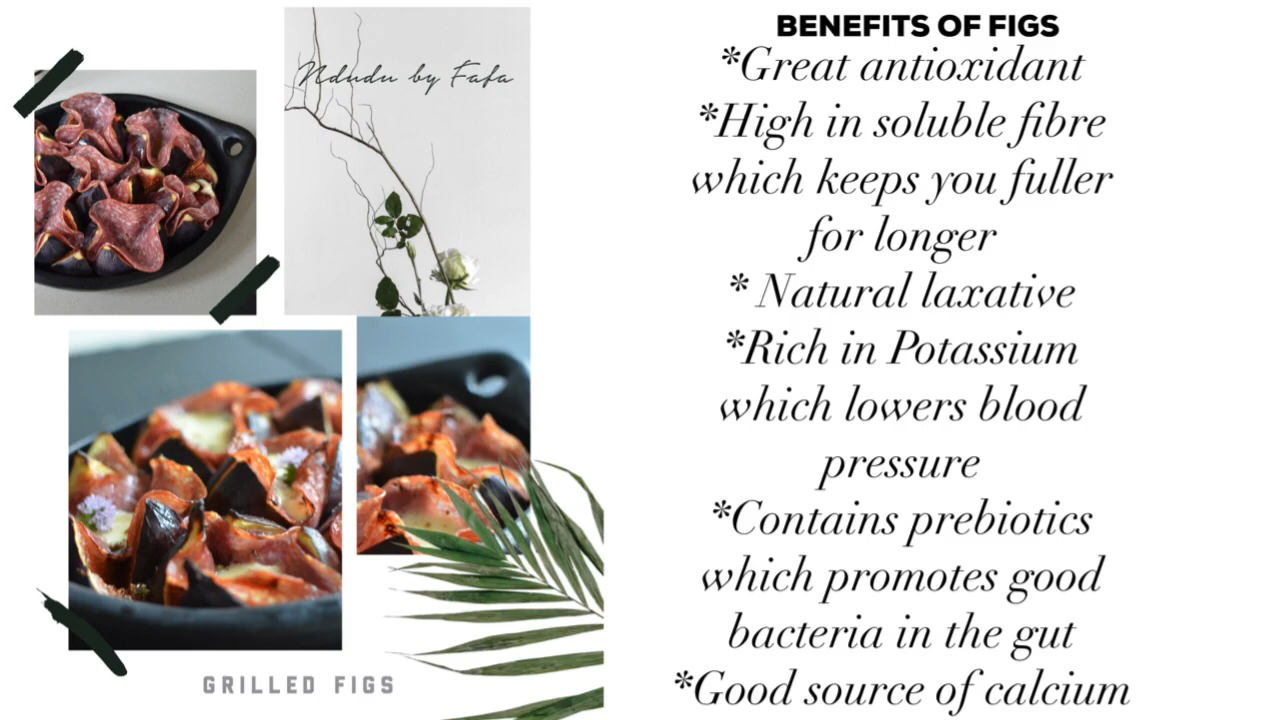 Ndudu by Fafa
GRILLED FIGS
BENEFITS OF FIGS
*Great antioxidant
*High in soluble fibre
which keeps you fuller
for longer
* Natural laxative
*Rich in Potassium
which lowers blood
pressure
*Contains prebiotics
which promotes good
bacteria in the gut
*Good source of calcium